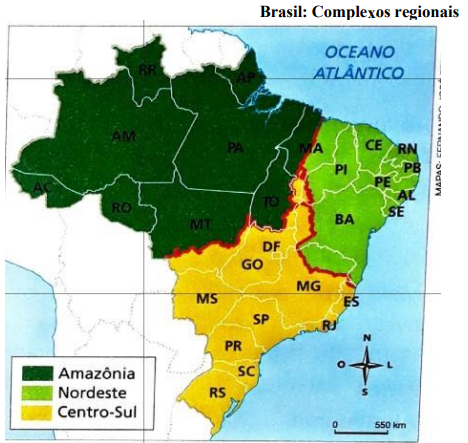 Brasil: Complexos regionais
OCEANO
ATLÂNTICO
RR
AP
AM
PA
MA
CE
RN
PB
PI
PE
AL
SE
AC
RO
TO
MT
BA
DF
GO
MG
ES
MS
SP
RJ
PR
SC
RS
N
O
L
S
Amazônia
Nordeste
Centro-Sul
0
550 km
MAPAS: FERNANDO